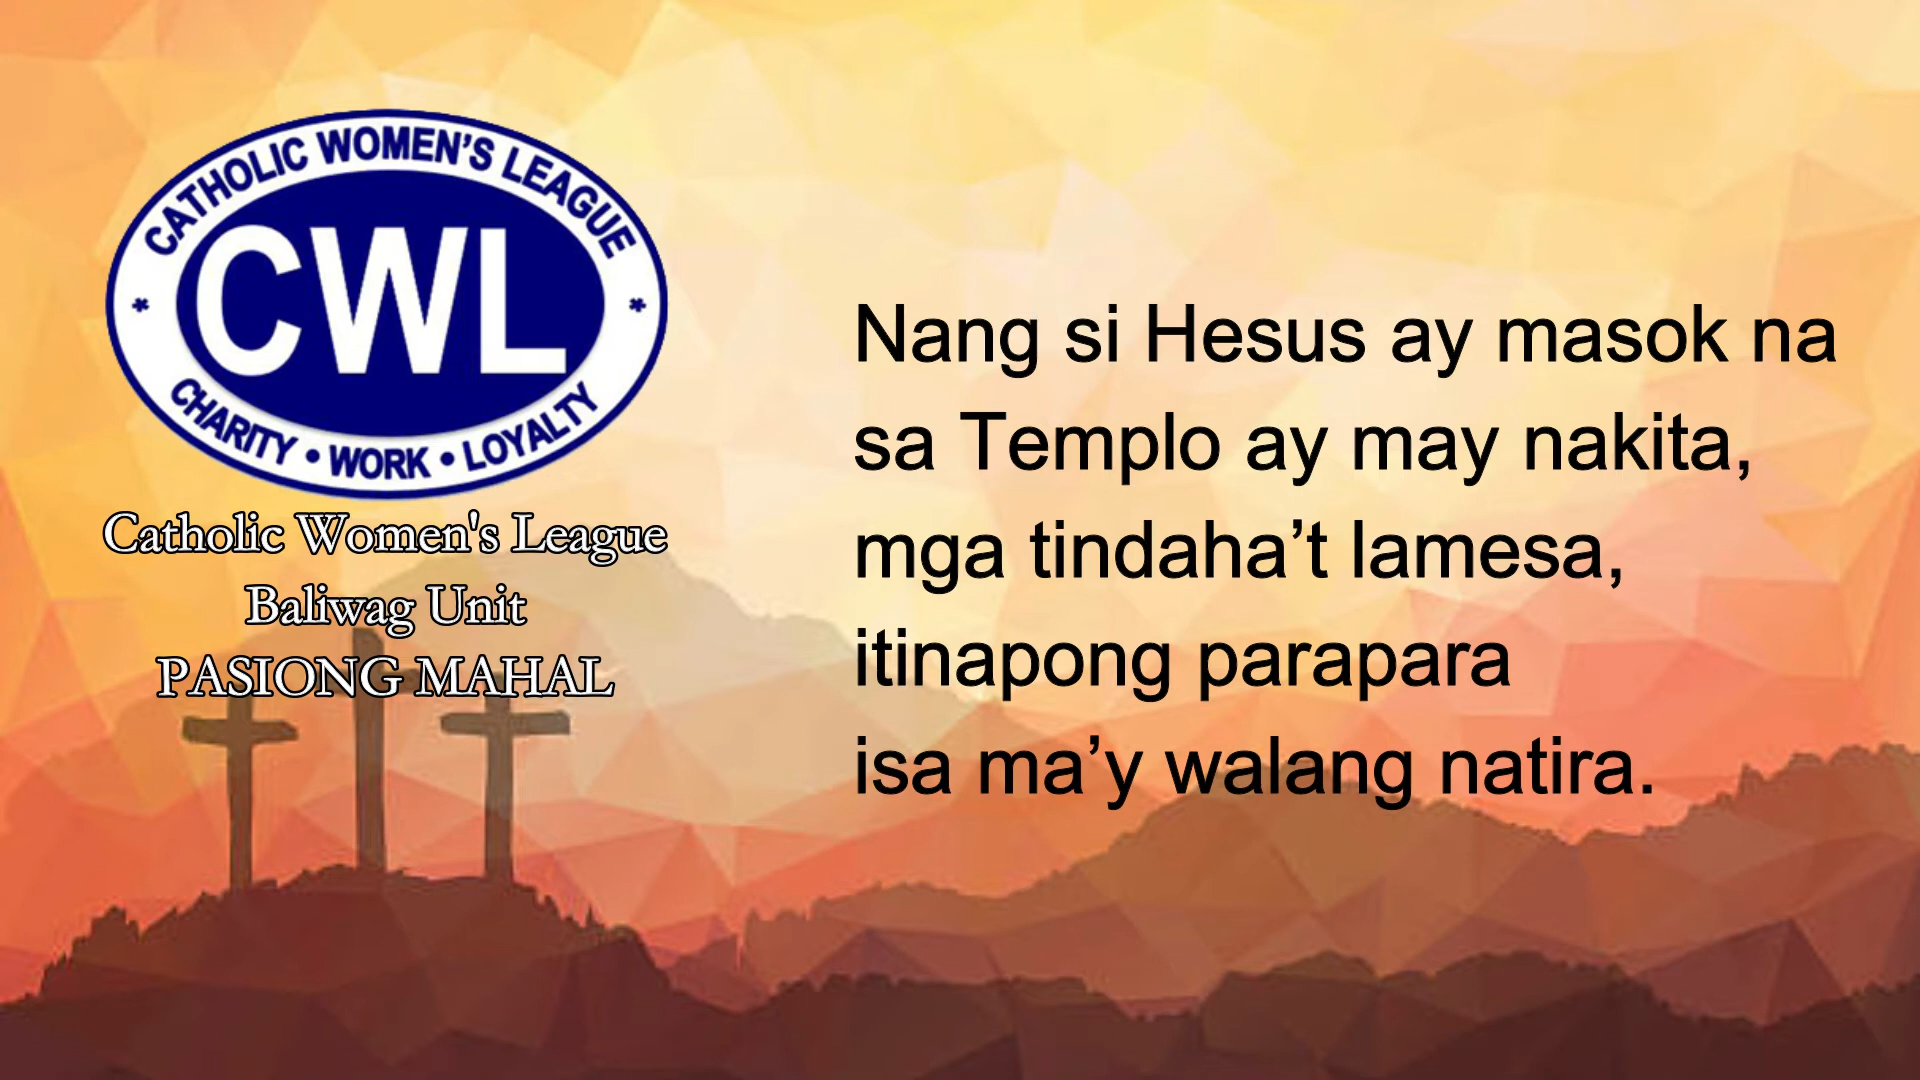 CATHOLIC WOMEN'S LEAGUE
* CWL *
CHARITY • WORK • LOYALTY
Catholic Women's League
Baliwag Unit
PASIONG MAHAL
Nang si Hesus ay masok na
sa Templo ay may nakita,
mga tindaha’t lamesa,
itinapong parapara
isa ma’y walang natira.